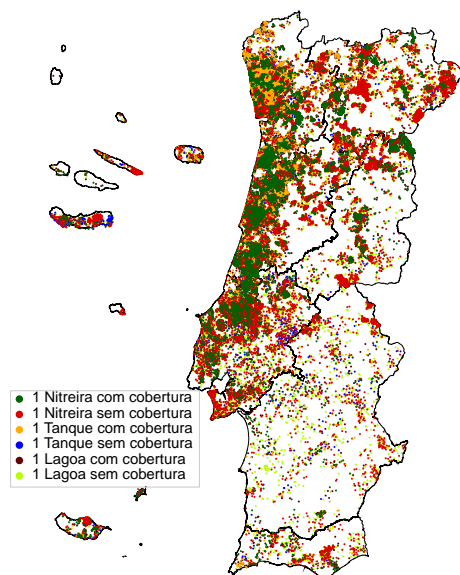 1 Nitreira com cobertura
1 Nitreira sem cobertura
1 Tanque com cobertura
1 Tanque sem cobertura
1 Lagoa com cobertura
1 Lagoa sem cobertura